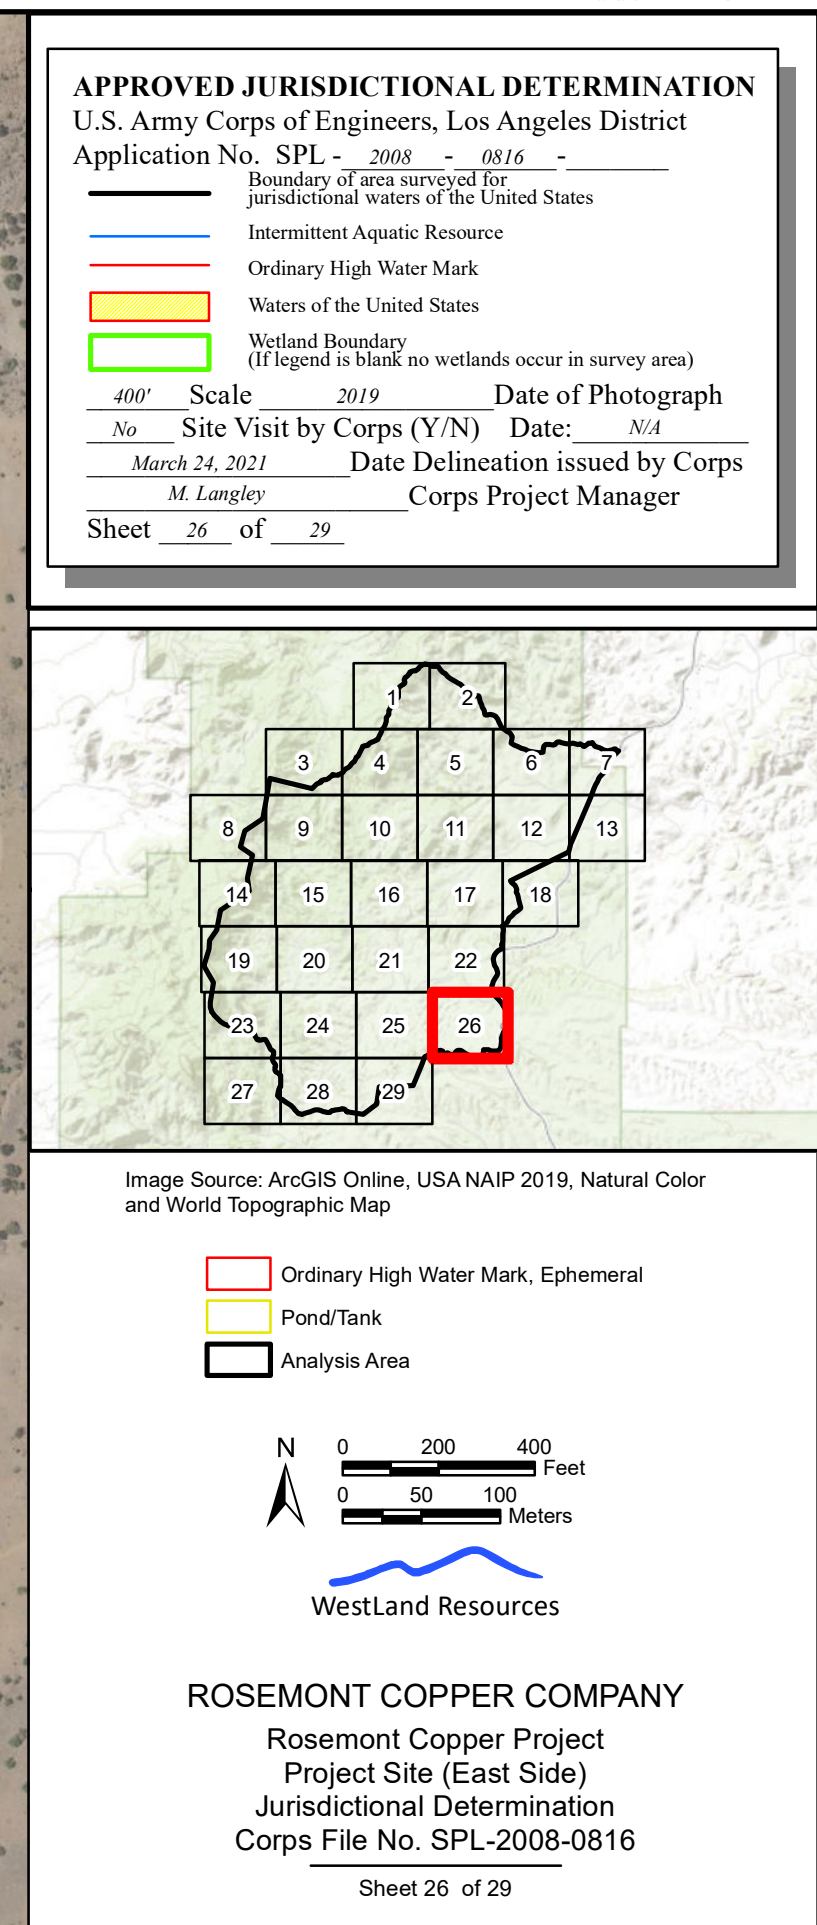 APPROVED JURISDICTIONAL DETERMINATION
U.S. Army Corps of Engineers, Los Angeles District
Application No. SPL - 2008 - 0816 -
Boundary of area surveyed for
jurisdictional waters of the United States
Intermittent Aquatic Resource
Ordinary High Water Mark
Waters of the United States
Wetland Boundary
(If legend is blank no wetlands occur in survey area)
400' Scale 2019 Date of Photograph
No Site Visit by Corps (Y/N) Date: N/A
March 24, 2021 Date Delineation issued by Corps
M. Langley Corps Project Manager
Sheet 26 of 29
1 2
3 4 5 6 7
8 9 10 11 12 13
14 15 16 17 18
19 20 21 22
23 24 25 26
27 28 29
Image Source: ArcGIS Online, USA NAIP 2019, Natural Color
and World Topographic Map
Ordinary High Water Mark, Ephemeral
Pond/Tank
Analysis Area
N
0 200 400
Feet
0 50 100
Meters
WestLand Resources
ROSEMONT COPPER COMPANY
Rosemont Copper Project
Project Site (East Side)
Jurisdictional Determination
Corps File No. SPL-2008-0816
Sheet 26 of 29